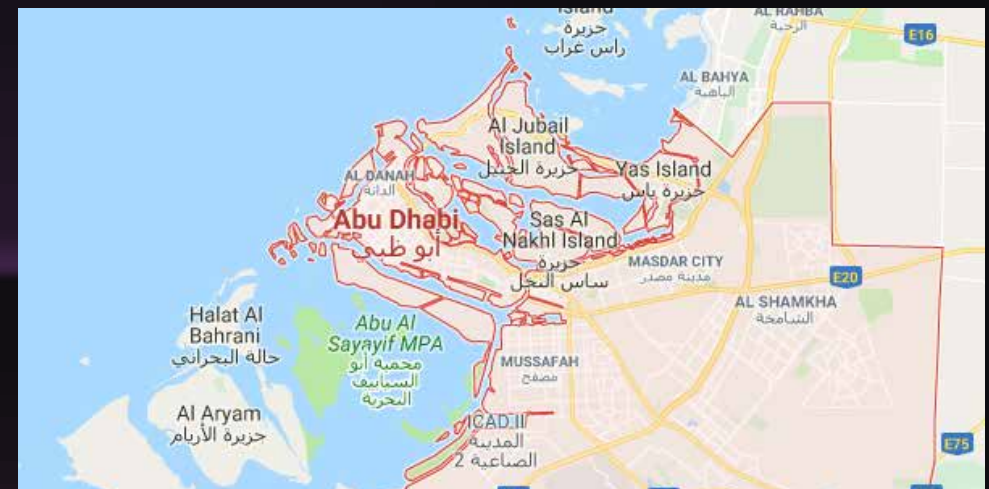 Island
جزيرة
راس غراب
AL RAHBA
الرحبة
E16
AL BAHYA
الباهية
Al Jubail
Island
جزيرة الجبيل
Yas Island
جزيرة ياس
AL DANAH
الدانة
Abu Dhabi
أبو ظبي
Sas Al
Nakhl Island
جزيرة
ساس النخل
MASDAR CITY
مدينة مصدر
E20
AL SHAMKHA
الشامخة
Halat Al
Bahrani
حالة البحراني
Abu Al
Sayayif MPA
محمية أبو
السياييف
البحرية
MUSSAFAH
مصفح
Al Aryam
جزيرة الأريام
ICAD II
المدينة
الصناعية 2
E75